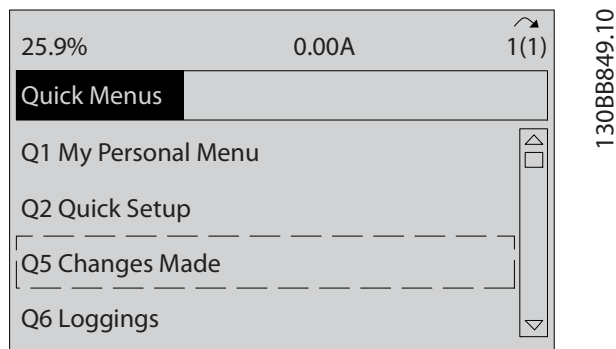 25.9% 0.00A 1(1)
Quick Menus
Q1 My Personal Menu
Q2 Quick Setup
Q5 Changes Made
Q6 Loggings
130BB849.10